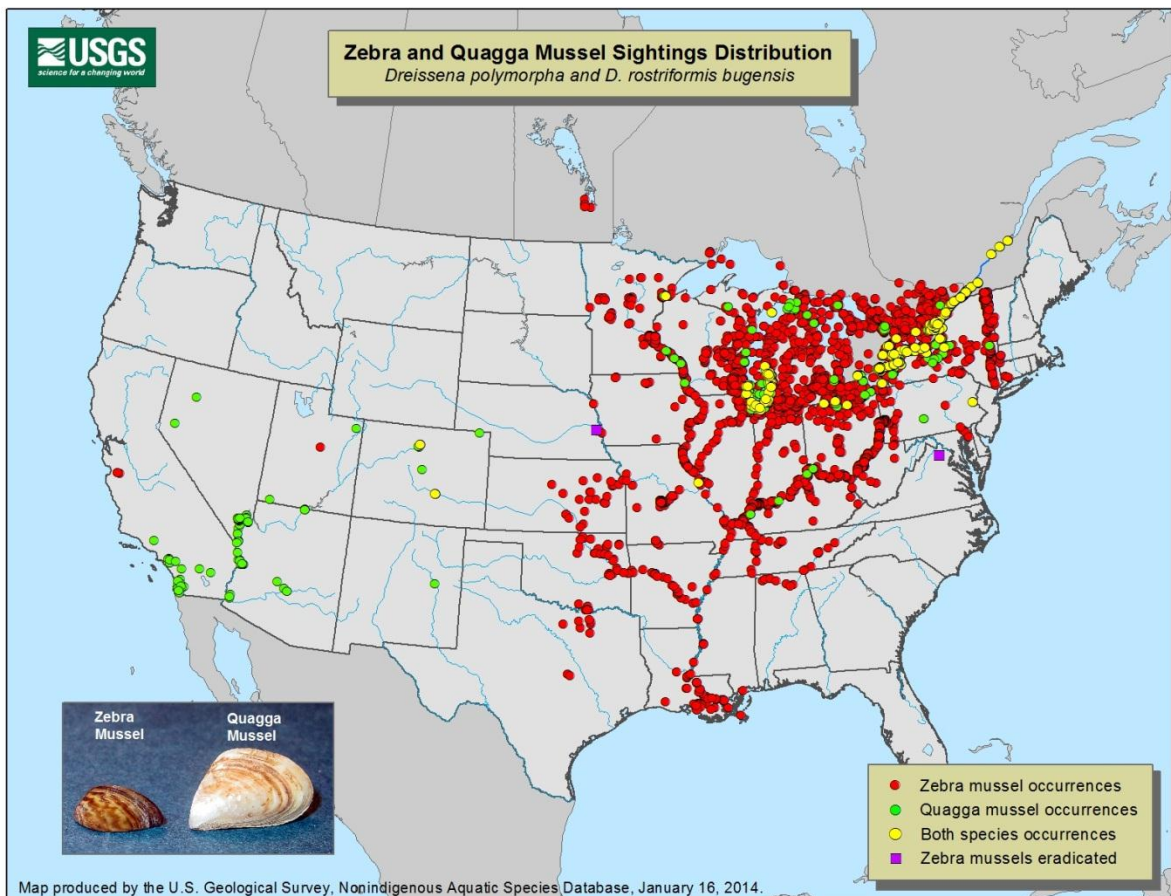 USGS
science for a changing world
Zebra and Quagga Mussel Sightings Distribution
Dreissena polymorpha and D. rostriformis bugensis
Zebra
Mussel
Quagga
Mussel
Zebra mussel occurrences
Quagga mussel occurrences
Both species occurrences
Zebra mussels eradicated
Map produced by the U.S. Geological Survey, Nonindigenous Aquatic Species Database, January 16, 2014.